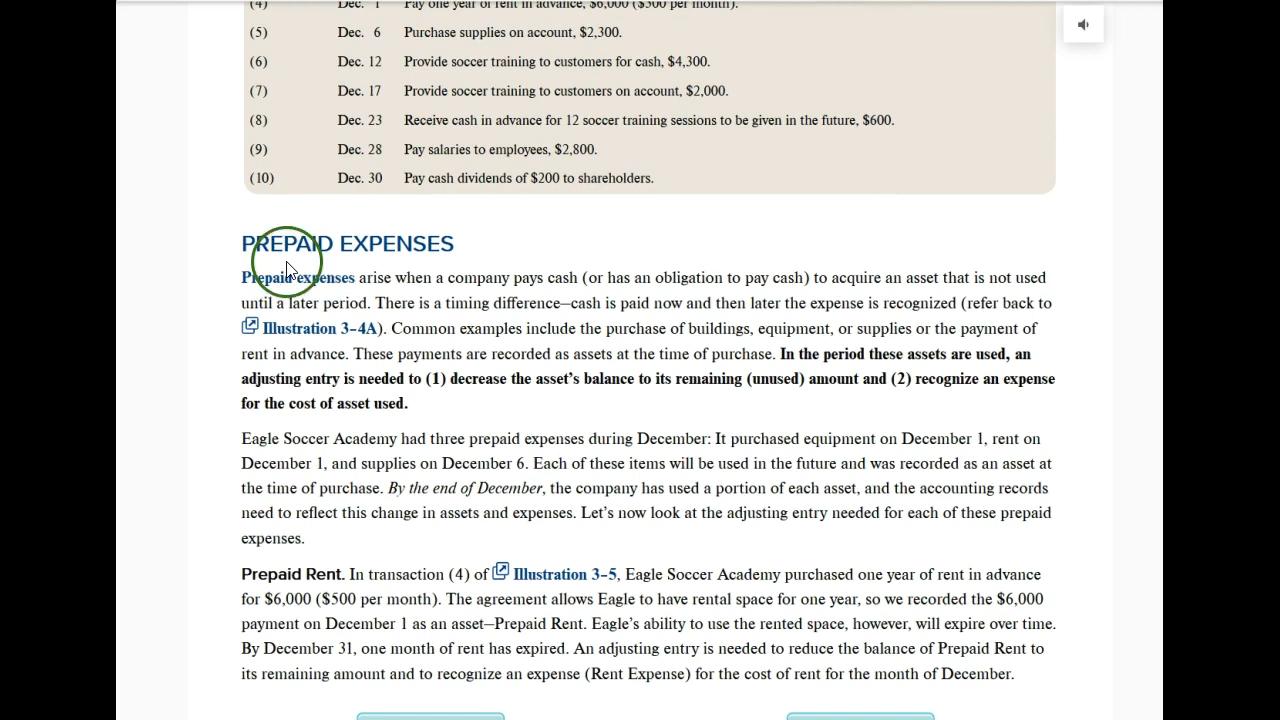 (4) Dec. 1 Pay one year of rent in advance, $6,000 ($500 per month).
(5) Dec. 6 Purchase supplies on account, $2,300.
(6) Dec. 12 Provide soccer training to customers for cash, $4,300.
(7) Dec. 17 Provide soccer training to customers on account, $2,000.
(8) Dec. 23 Receive cash in advance for 12 soccer training sessions to be given in the future, $600.
(9) Dec. 28 Pay salaries to employees, $2,800.
(10) Dec. 30 Pay cash dividends of $200 to shareholders.
PREPAID EXPENSES
Prepaid expenses arise when a company pays cash (or has an obligation to pay cash) to acquire an asset that is not used
until a later period. There is a timing difference—cash is paid now and then later the expense is recognized (refer back to
Illustration 3–4A). Common examples include the purchase of buildings, equipment, or supplies or the payment of
rent in advance. These payments are recorded as assets at the time of purchase. In the period these assets are used, an
adjusting entry is needed to (1) decrease the asset's balance to its remaining (unused) amount and (2) recognize an expense
for the cost of asset used.
Eagle Soccer Academy had three prepaid expenses during December: It purchased equipment on December 1, rent on
December 1, and supplies on December 6. Each of these items will be used in the future and was recorded as an asset at
the time of purchase. By the end of December, the company has used a portion of each asset, and the accounting records
need to reflect this change in assets and expenses. Let's now look at the adjusting entry needed for each of these prepaid
expenses.
Prepaid Rent. In transaction (4) of Illustration 3–5, Eagle Soccer Academy purchased one year of rent in advance
for $6,000 ($500 per month). The agreement allows Eagle to have rental space for one year, so we recorded the $6,000
payment on December 1 as an asset—Prepaid Rent. Eagle's ability to use the rented space, however, will expire over time.
By December 31, one month of rent has expired. An adjusting entry is needed to reduce the balance of Prepaid Rent to
its remaining amount and to recognize an expense (Rent Expense) for the cost of rent for the month of December.